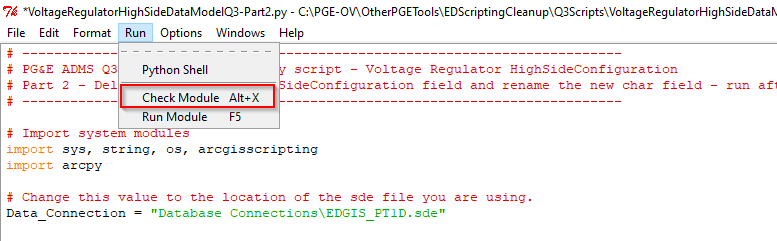 *VoltageRegulatorHighSideDataModelQ3-Part2.py - C:\PGE-OV\OtherPGETools\EDScriptingCleanup\Q3Scripts\VoltageRegulatorHighSideDataM
File Edit Format Run Options Windows Help
# ----------------------------------------------------------------
# PG&E ADMS Q3 y script - Voltage Regulator HighSideConfiguration
Python Shell
# Part 2 - Del SideConfiguration field and rename the new char field - run aft
Check Module Alt+X
# ----------------------------------------------------------------
Run Module F5
# Import system modules
import sys, string, os, arcgisscripting
import arcpy
# Change this value to the location of the sde file you are using.
Data_Connection = "Database Connections\EDGIS_PT1D.sde"